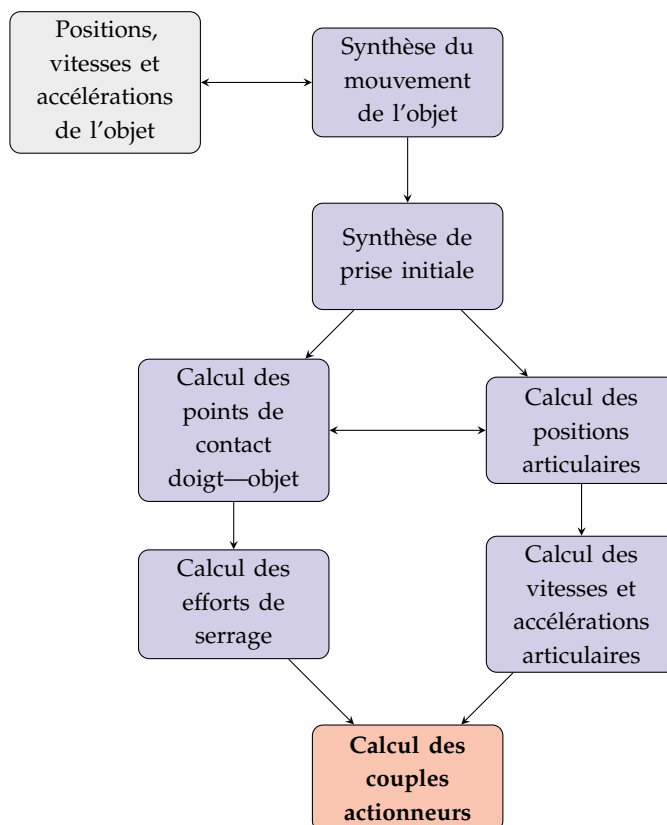 Positions,
vitesses et
accélérations
de l'objet
Synthèse du
mouvement
de l'objet
Synthèse de
prise initiale
Calcul des
points de
contact
doigt—objet
Calcul des
positions
articulaires
Calcul des
efforts de
serrage
Calcul des
vitesses et
accélérations
articulaires
Calcul des
couples
actionneurs